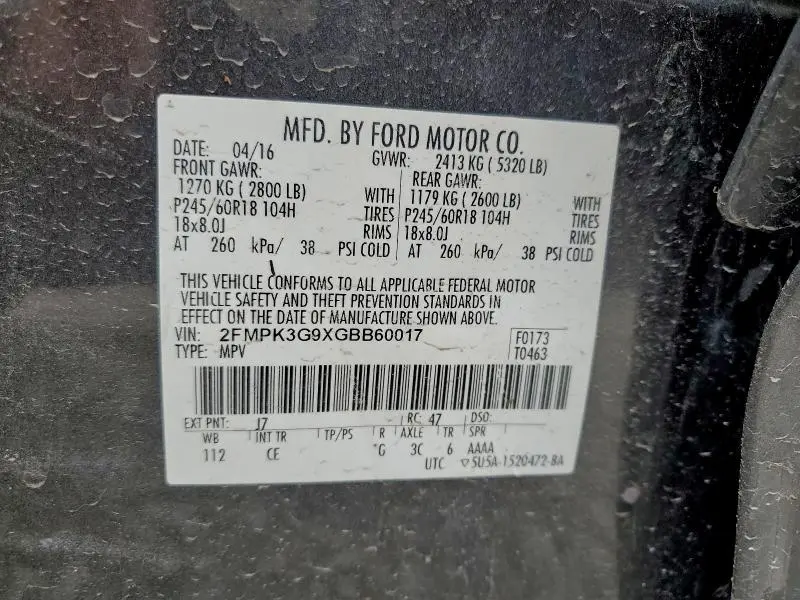 MFD. BY FORD MOTOR CO.
DATE: 04/16 GVWR: 2413 KG ( 5320 LB)
FRONT GAWR: REAR GAWR:
1270 KG ( 2800 LB) WITH 1179 KG ( 2600 LB) WITH
P245/60R18 104H TIRES P245/60R18 104H TIRES
18x8.0J RIMS 18x8.0J RIMS
AT 260 kPa/ 38 PSI COLD AT 260 kPa/ 38 PSI COLD
THIS VEHICLE CONFORMS TO ALL APPLICABLE FEDERAL MOTOR
VEHICLE SAFETY AND THEFT PREVENTION STANDARDS IN
EFFECT ON THE DATE OF MANUFACTURE SHOWN ABOVE.
VIN: 2FMPK3G9XGBB60017 F0173
TYPE: MPV T0463
EXT PNT: J7 RC: 47 DSO:
WB INT TR TP/PS R AXLE TR SPR
112 CE *G 3C 6 AAAA
UTC ▽5U5A-1520472-BA